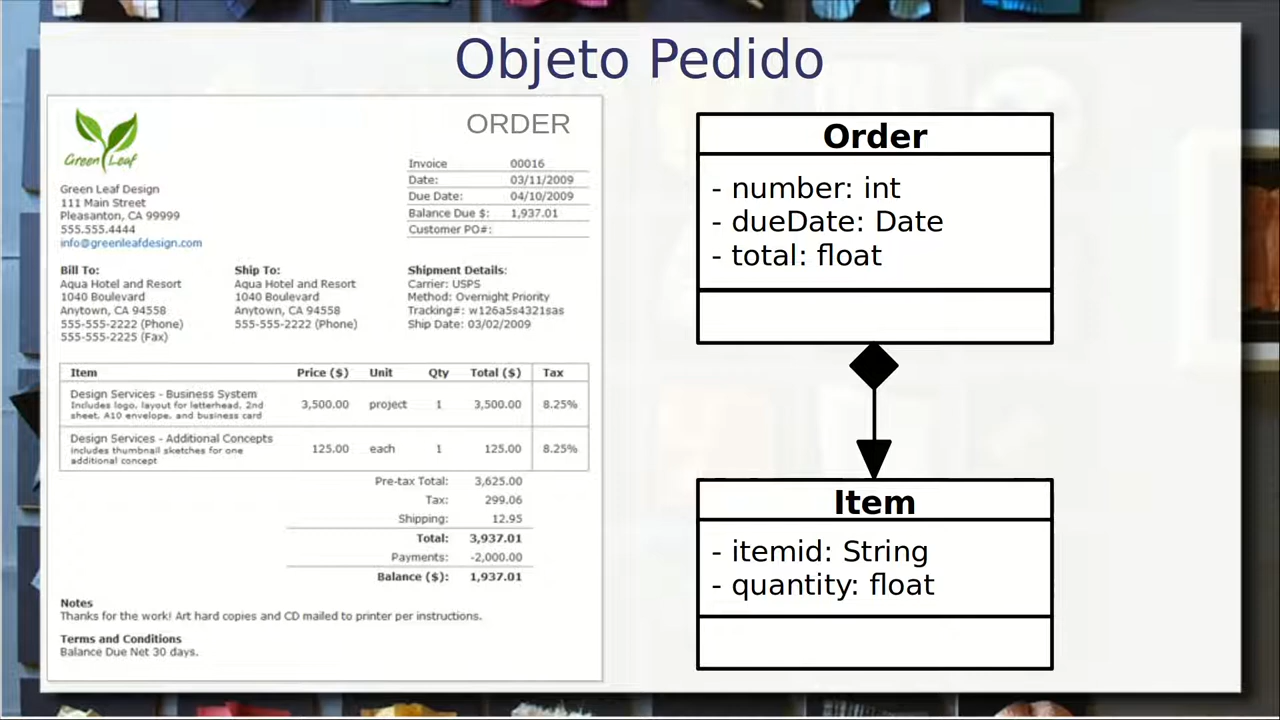 Objeto Pedido
Green Leaf
ORDER
Invoice 00016
Date: 03/11/2009
Due Date: 04/10/2009
Balance Due $: 1,937.01
Customer PO#:
Green Leaf Design
111 Main Street
Pleasanton, CA 99999
555.555.4444
info@greenleafdesign.com
Bill To:
Aqua Hotel and Resort
1040 Boulevard
Anytown, CA 94558
555-555-2222 (Phone)
555-555-2225 (Fax)
Ship To:
Aqua Hotel and Resort
1040 Boulevard
Anytown, CA 94558
555-555-2222 (Phone)
Shipment Details:
Carrier: USPS
Method: Overnight Priority
Tracking#: w126a5s4321sas
Ship Date: 03/02/2009
Item Price ($) Unit Qty Total ($) Tax
Design Services - Business System
Includes logo, layout for letterhead, 2nd
sheet, A10 envelope, and business card
3,500.00 project 1 3,500.00 8.25%
Design Services - Additional Concepts
Includes thumbnail sketches for one
additional concept
125.00 each 1 125.00 8.25%
Pre-tax Total: 3,625.00
Tax: 299.06
Shipping: 12.95
Total: 3,937.01
Payments: -2,000.00
Balance ($): 1,937.01
Notes
Thanks for the work! Art hard copies and CD mailed to printer per instructions.
Terms and Conditions
Balance Due Net 30 days.
Order
- number: int
- dueDate: Date
- total: float
Item
- itemid: String
- quantity: float